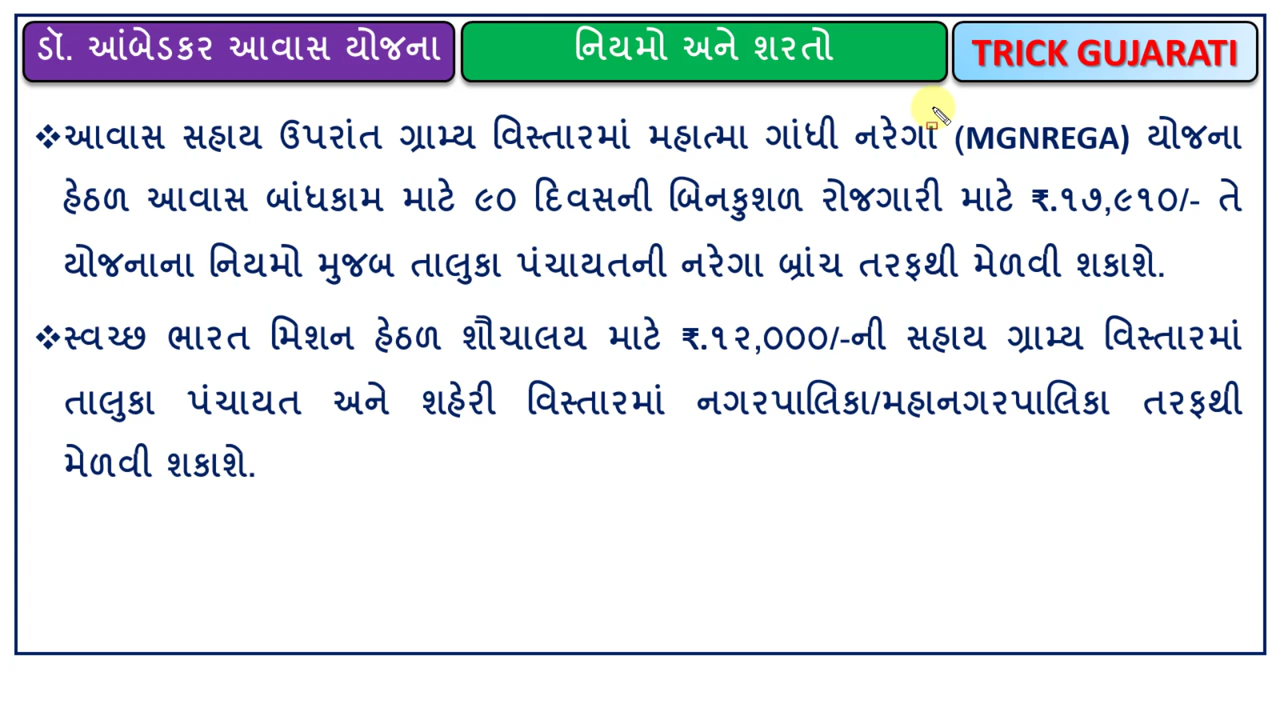 ડૉ. આંબેડકર આવાસ યોજના
નિયમો અને શરતો
TRICK GUJARATI
❖આવાસ સહાય ઉપરાંત ગ્રામ્ય વિસ્તારમાં મહાત્મા ગાંધી નરેગા (MGNREGA) યોજના
હેઠળ આવાસ બાંધકામ માટે ૯૦ દિવસની બિનકુશળ રોજગારી માટે ₹.૧૭,૯૧૦/- તે
યોજનાના નિયમો મુજબ તાલુકા પંચાયતની નરેગા બ્રાંચ તરફથી મેળવી શકાશે.
❖સ્વચ્છ ભારત મિશન હેઠળ શૌચાલય માટે ₹.૧૨,૦૦૦/-ની સહાય ગ્રામ્ય વિસ્તારમાં
તાલુકા પંચાયત અને શહેરી વિસ્તારમાં નગરપાલિકા/મહાનગરપાલિકા તરફથી
મેળવી શકાશે.